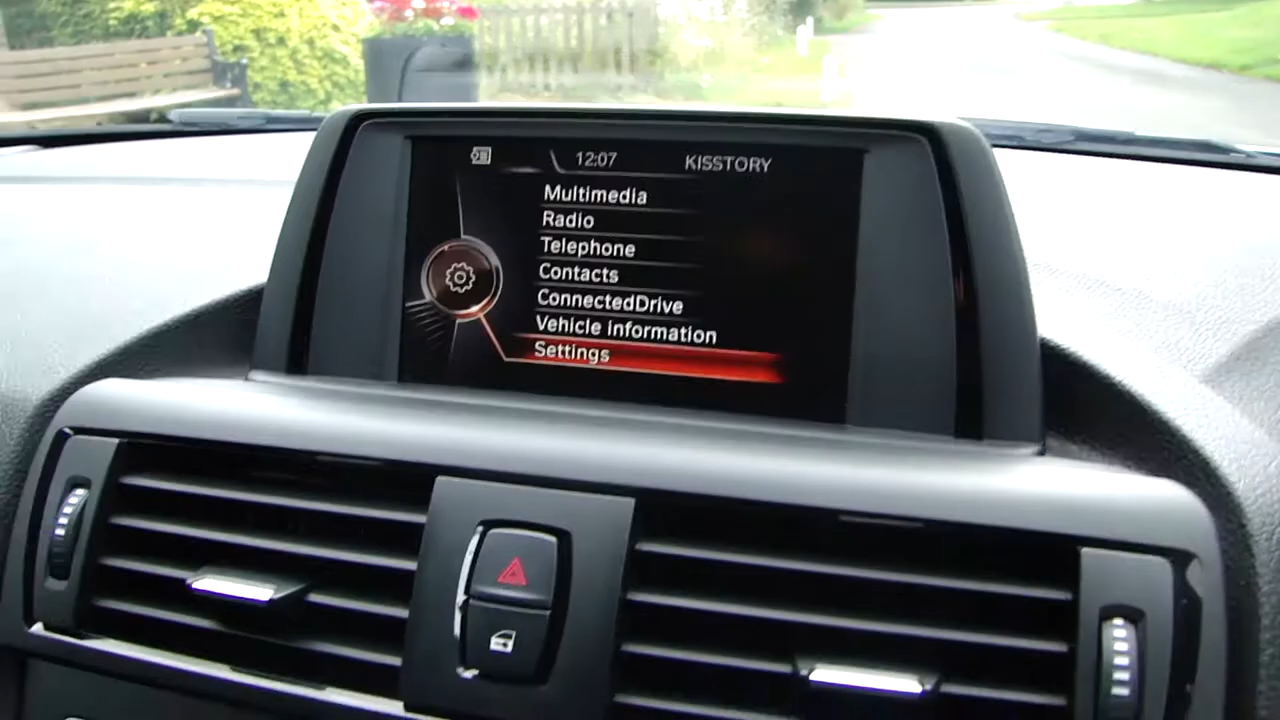 12:07 KISSTORY
Multimedia
Radio
Telephone
Contacts
ConnectedDrive
Vehicle information
Settings